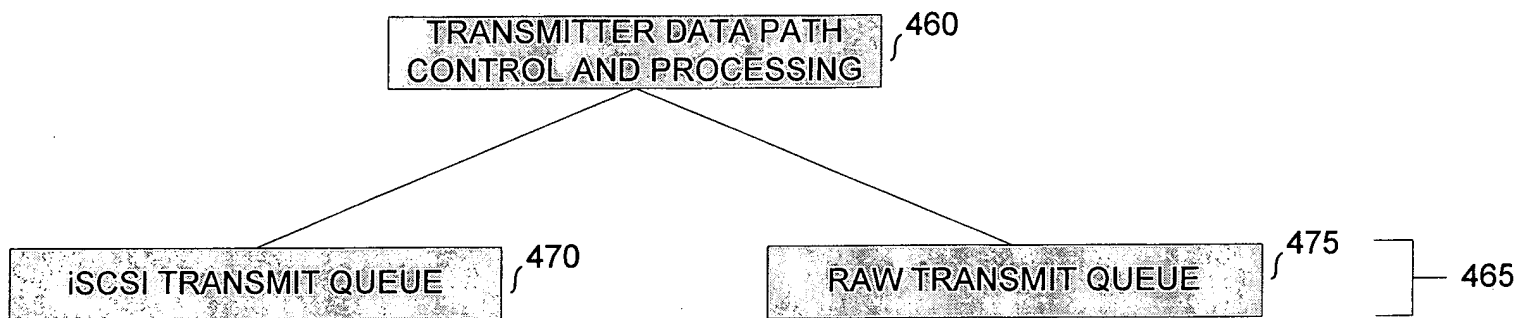 TRANSMITTER DATA PATH
CONTROL AND PROCESSING
460
iSCSI TRANSMIT QUEUE
470
RAW TRANSMIT QUEUE
475
465